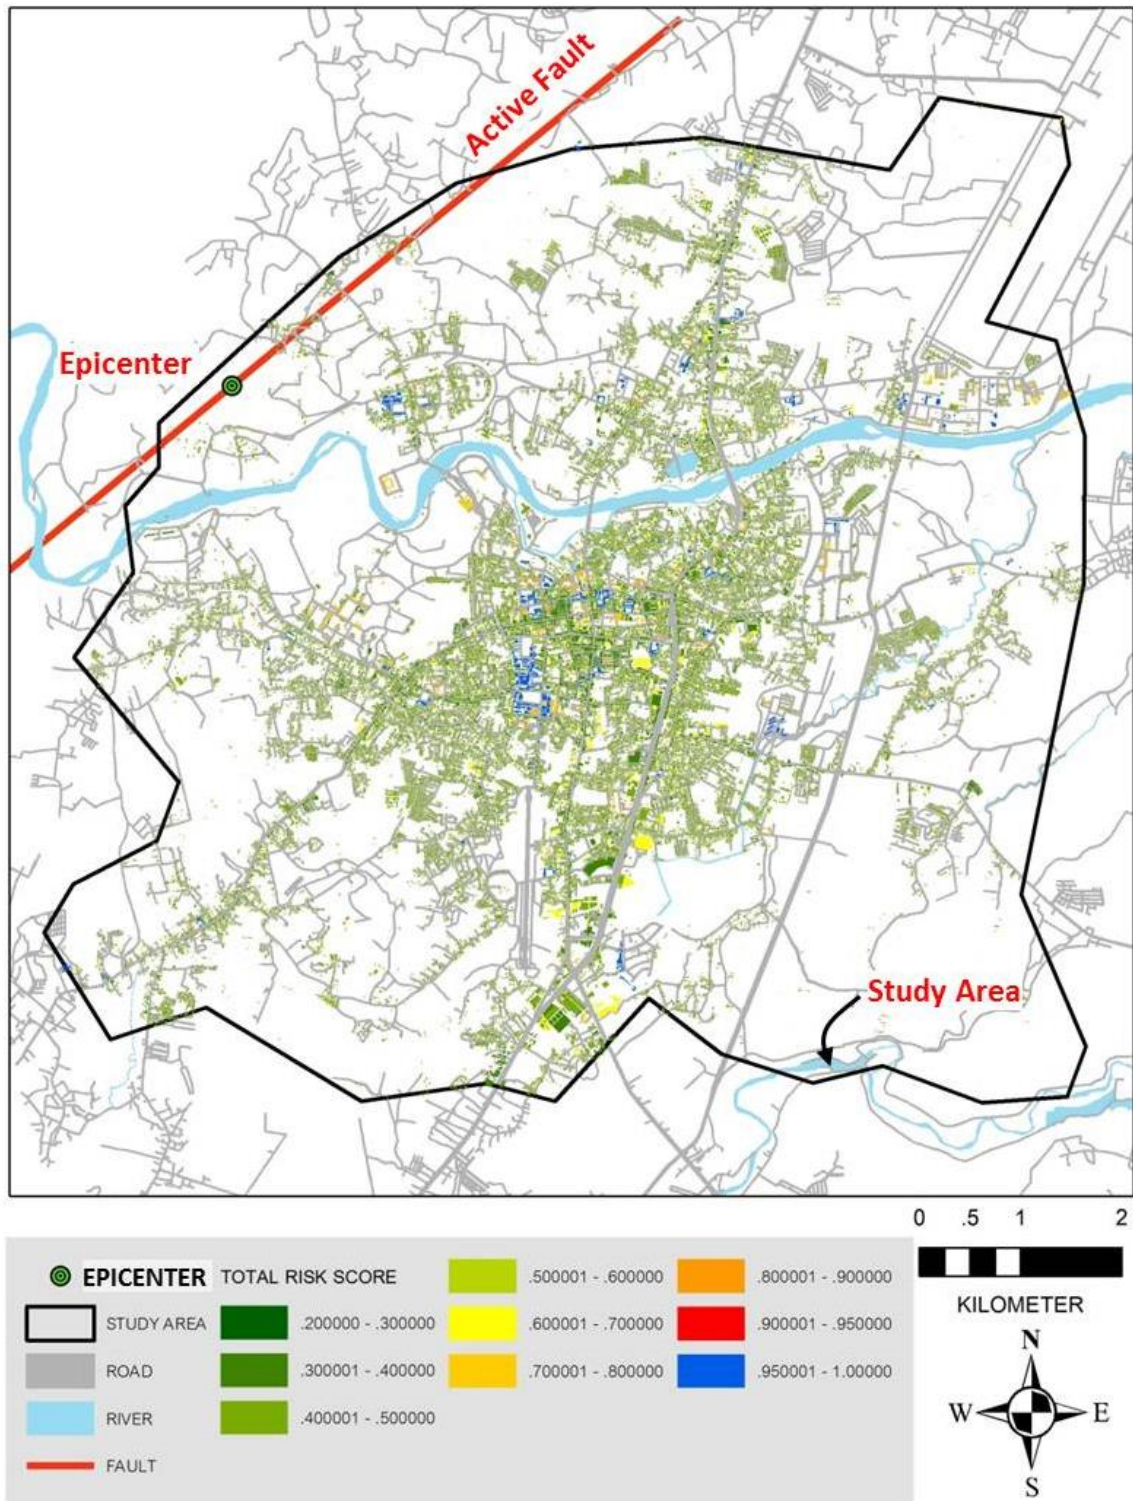 Active Fault
Epicenter
Study Area
0 .5 1 2
KILOMETER
N
W E
S
EPICENTER
STUDY AREA
ROAD
RIVER
FAULT
TOTAL RISK SCORE
.200000 - .300000
.300001 - .400000
.400001 - .500000
.500001 - .600000
.600001 - .700000
.700001 - .800000
.800001 - .900000
.900001 - .950000
.950001 - 1.00000